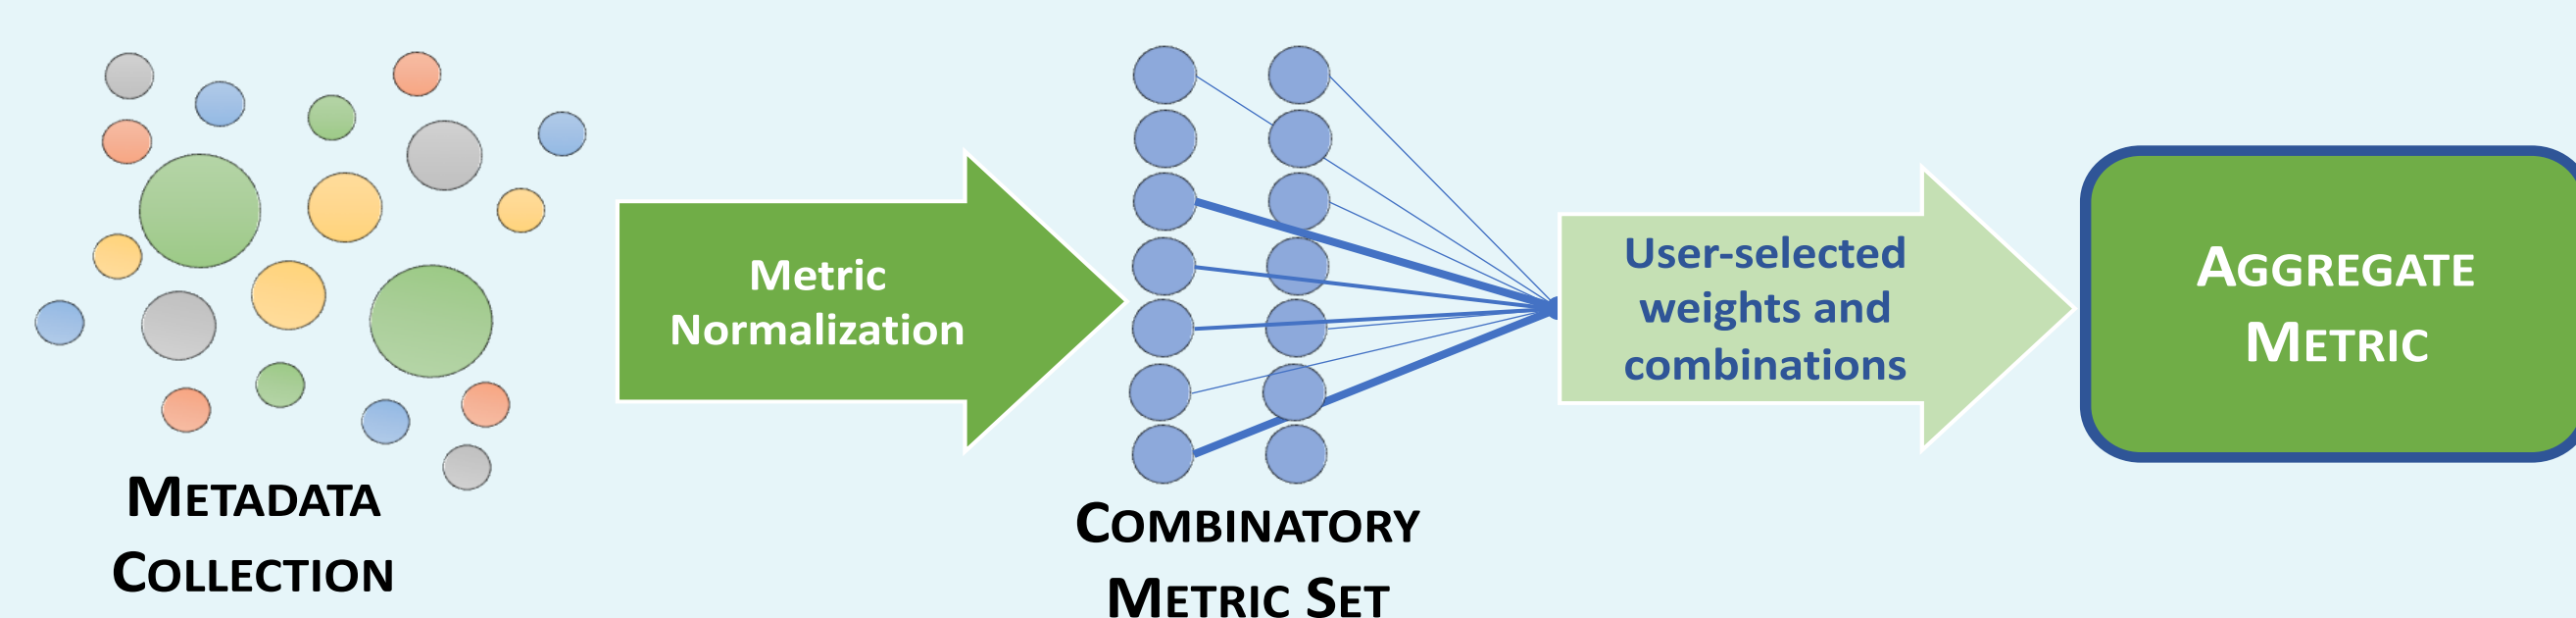 METADATA
COLLECTION
Metric
Normalization
COMBINATORY
METRIC SET
User-selected
weights and
combinations
AGGREGATE
METRIC